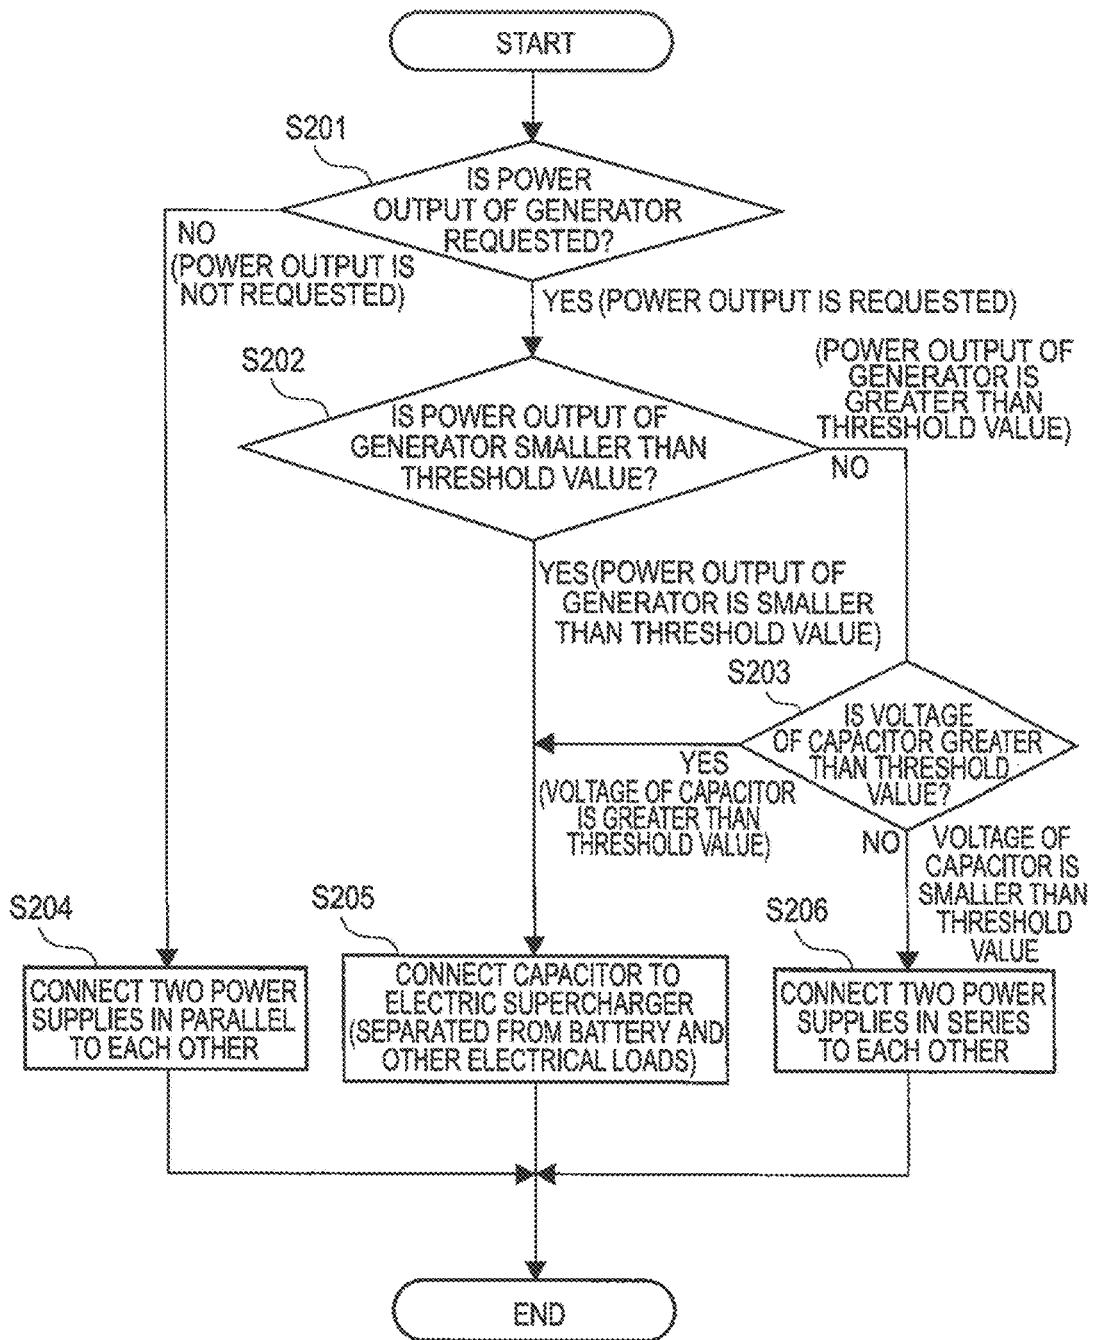 START
S201
IS POWER
OUTPUT OF GENERATOR
REQUESTED?
NO
(POWER OUTPUT IS
NOT REQUESTED)
YES (POWER OUTPUT IS REQUESTED)
S202
IS POWER OUTPUT OF
GENERATOR SMALLER THAN
THRESHOLD VALUE?
(POWER OUTPUT OF
GENERATOR IS
GREATER THAN
THRESHOLD VALUE)
NO
YES (POWER OUTPUT OF
GENERATOR IS SMALLER
THAN THRESHOLD VALUE)
S203
IS VOLTAGE
OF CAPACITOR GREATER
THAN THRESHOLD
VALUE?
YES
(VOLTAGE OF CAPACITOR
IS GREATER THAN
THRESHOLD VALUE)
NO
VOLTAGE OF
CAPACITOR IS
SMALLER THAN
THRESHOLD
VALUE
S204
CONNECT TWO POWER
SUPPLIES IN PARALLEL
TO EACH OTHER
S205
CONNECT CAPACITOR TO
ELECTRIC SUPERCHARGER
(SEPARATED FROM BATTERY AND
OTHER ELECTRICAL LOADS)
S206
CONNECT TWO POWER
SUPPLIES IN SERIES
TO EACH OTHER
END